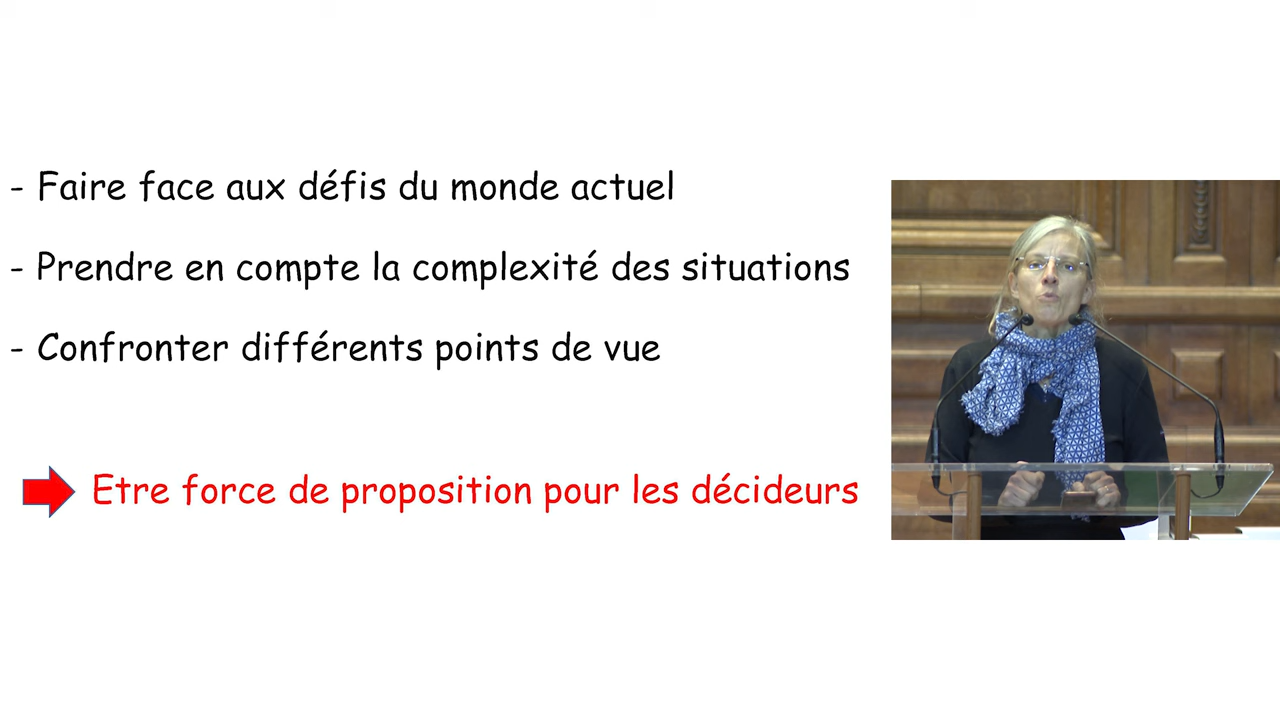 - Faire face aux défis du monde actuel
- Prendre en compte la complexité des situations
- Confronter différents points de vue
Etre force de proposition pour les décideurs